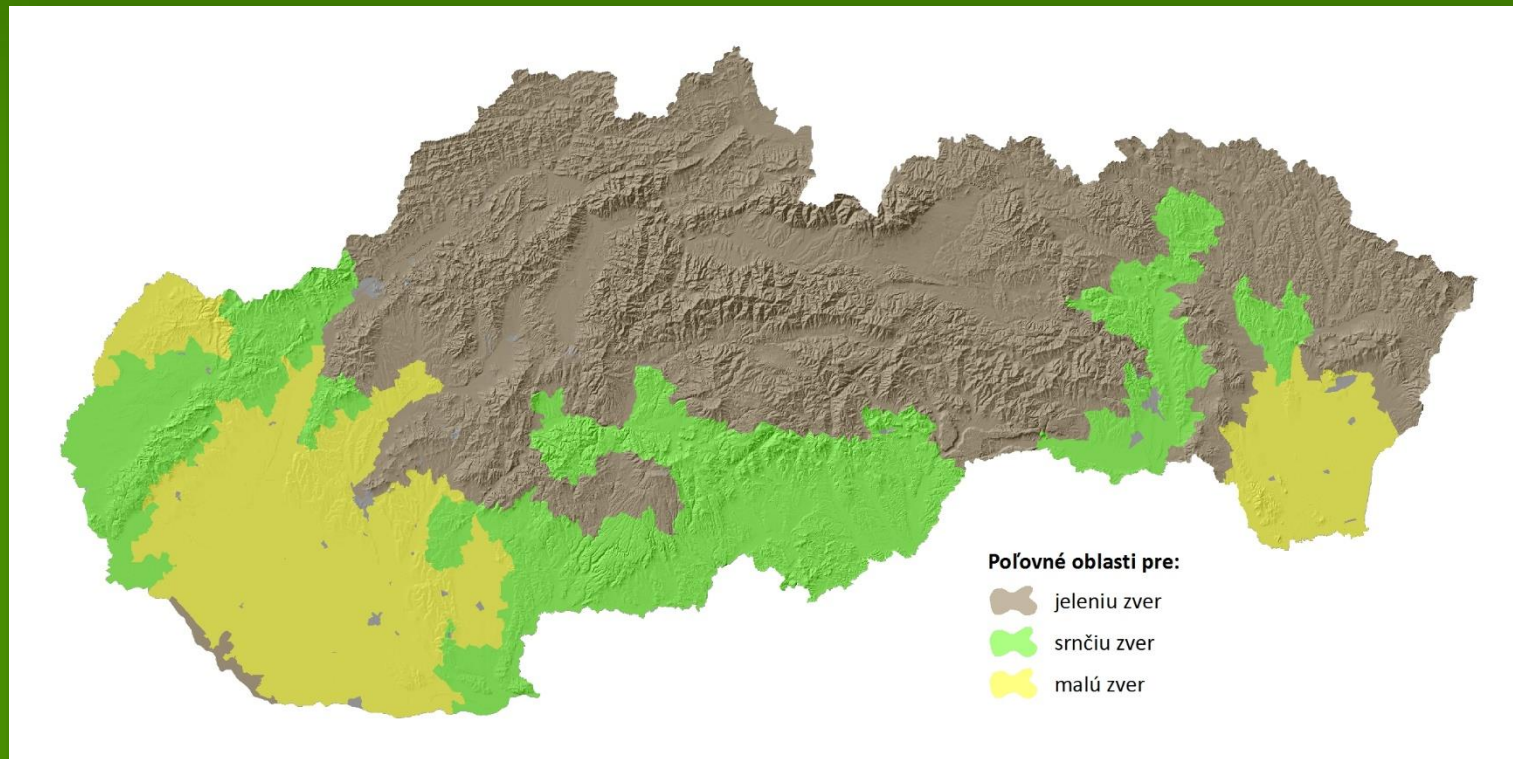 Poľovné oblasti pre:
jeleniu zver
srnčiu zver
malú zver